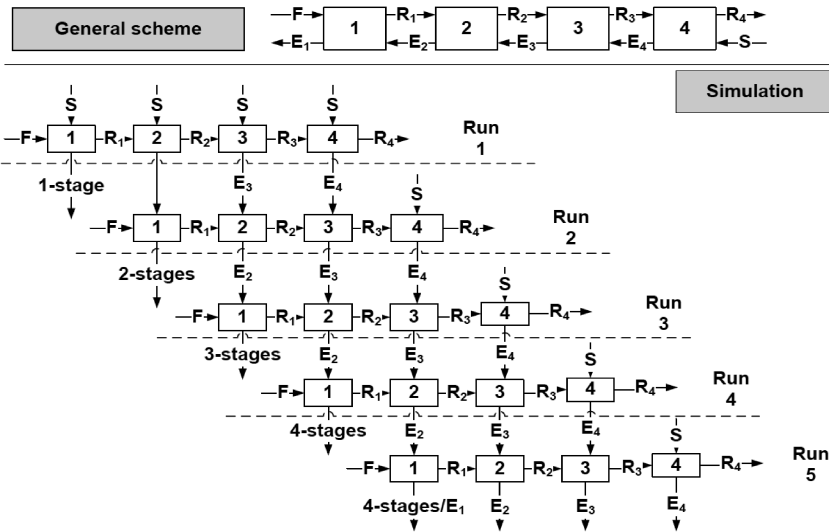 General scheme
F 1 R₁ 2 R₂ 3 R₃ 4 R₄
E₁ E₂ E₃ E₄ S
Simulation
S S S S
F 1 R₁ 2 R₂ 3 R₃ 4 R₄ Run 1
1-stage E₃ E₄ S
F 1 R₁ 2 R₂ 3 R₃ 4 R₄ Run 2
2-stages E₂ E₃ E₄ S
F 1 R₁ 2 R₂ 3 R₃ 4 R₄ Run 3
3-stages E₂ E₃ E₄ S
F 1 R₁ 2 R₂ 3 R₃ 4 R₄ Run 4
4-stages E₂ E₃ E₄ S
F 1 R₁ 2 R₂ 3 R₃ 4 R₄ Run 5
4-stages/E₁ E₂ E₃ E₄